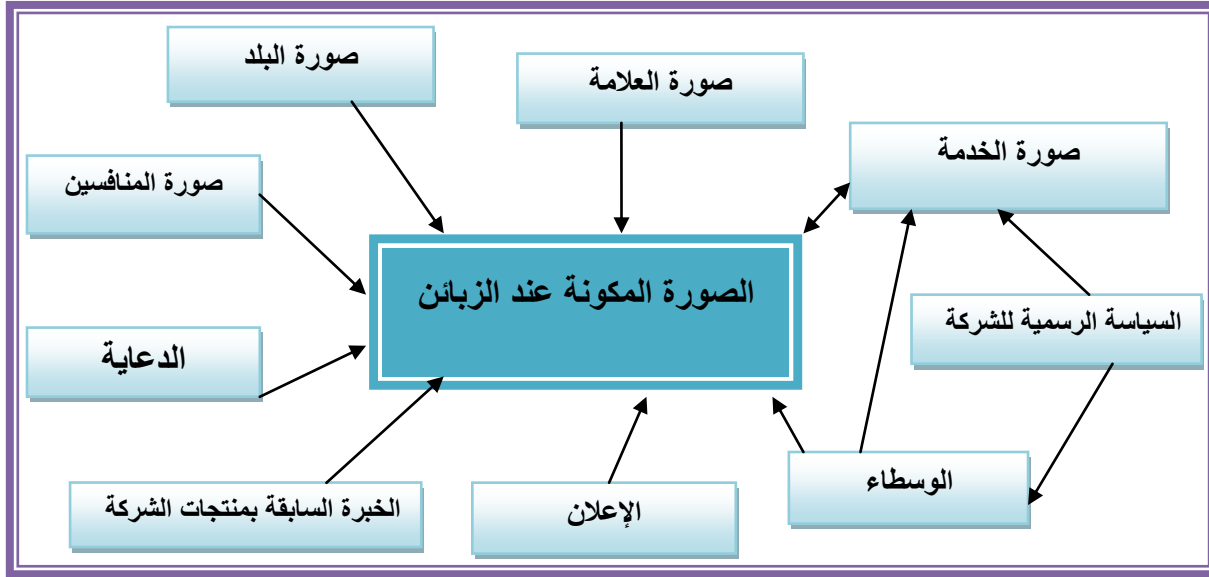 صورة البلد
صورة العلامة
صورة الخدمة
صورة المنافسين
الصورة المكونة عند الزبائن
السياسة الرسمية للشركة
الدعاية
الوسطاء
الخبرة السابقة بمنتجات الشركة
الإعلان